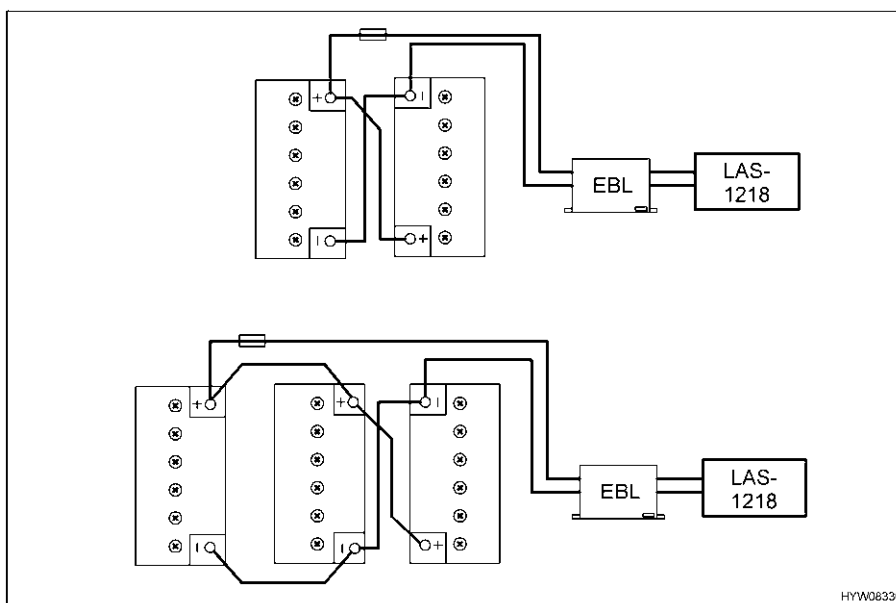 + –
– +
EBL
LAS-
1218
+ + –
– – +
EBL
LAS-
1218
HYW0833